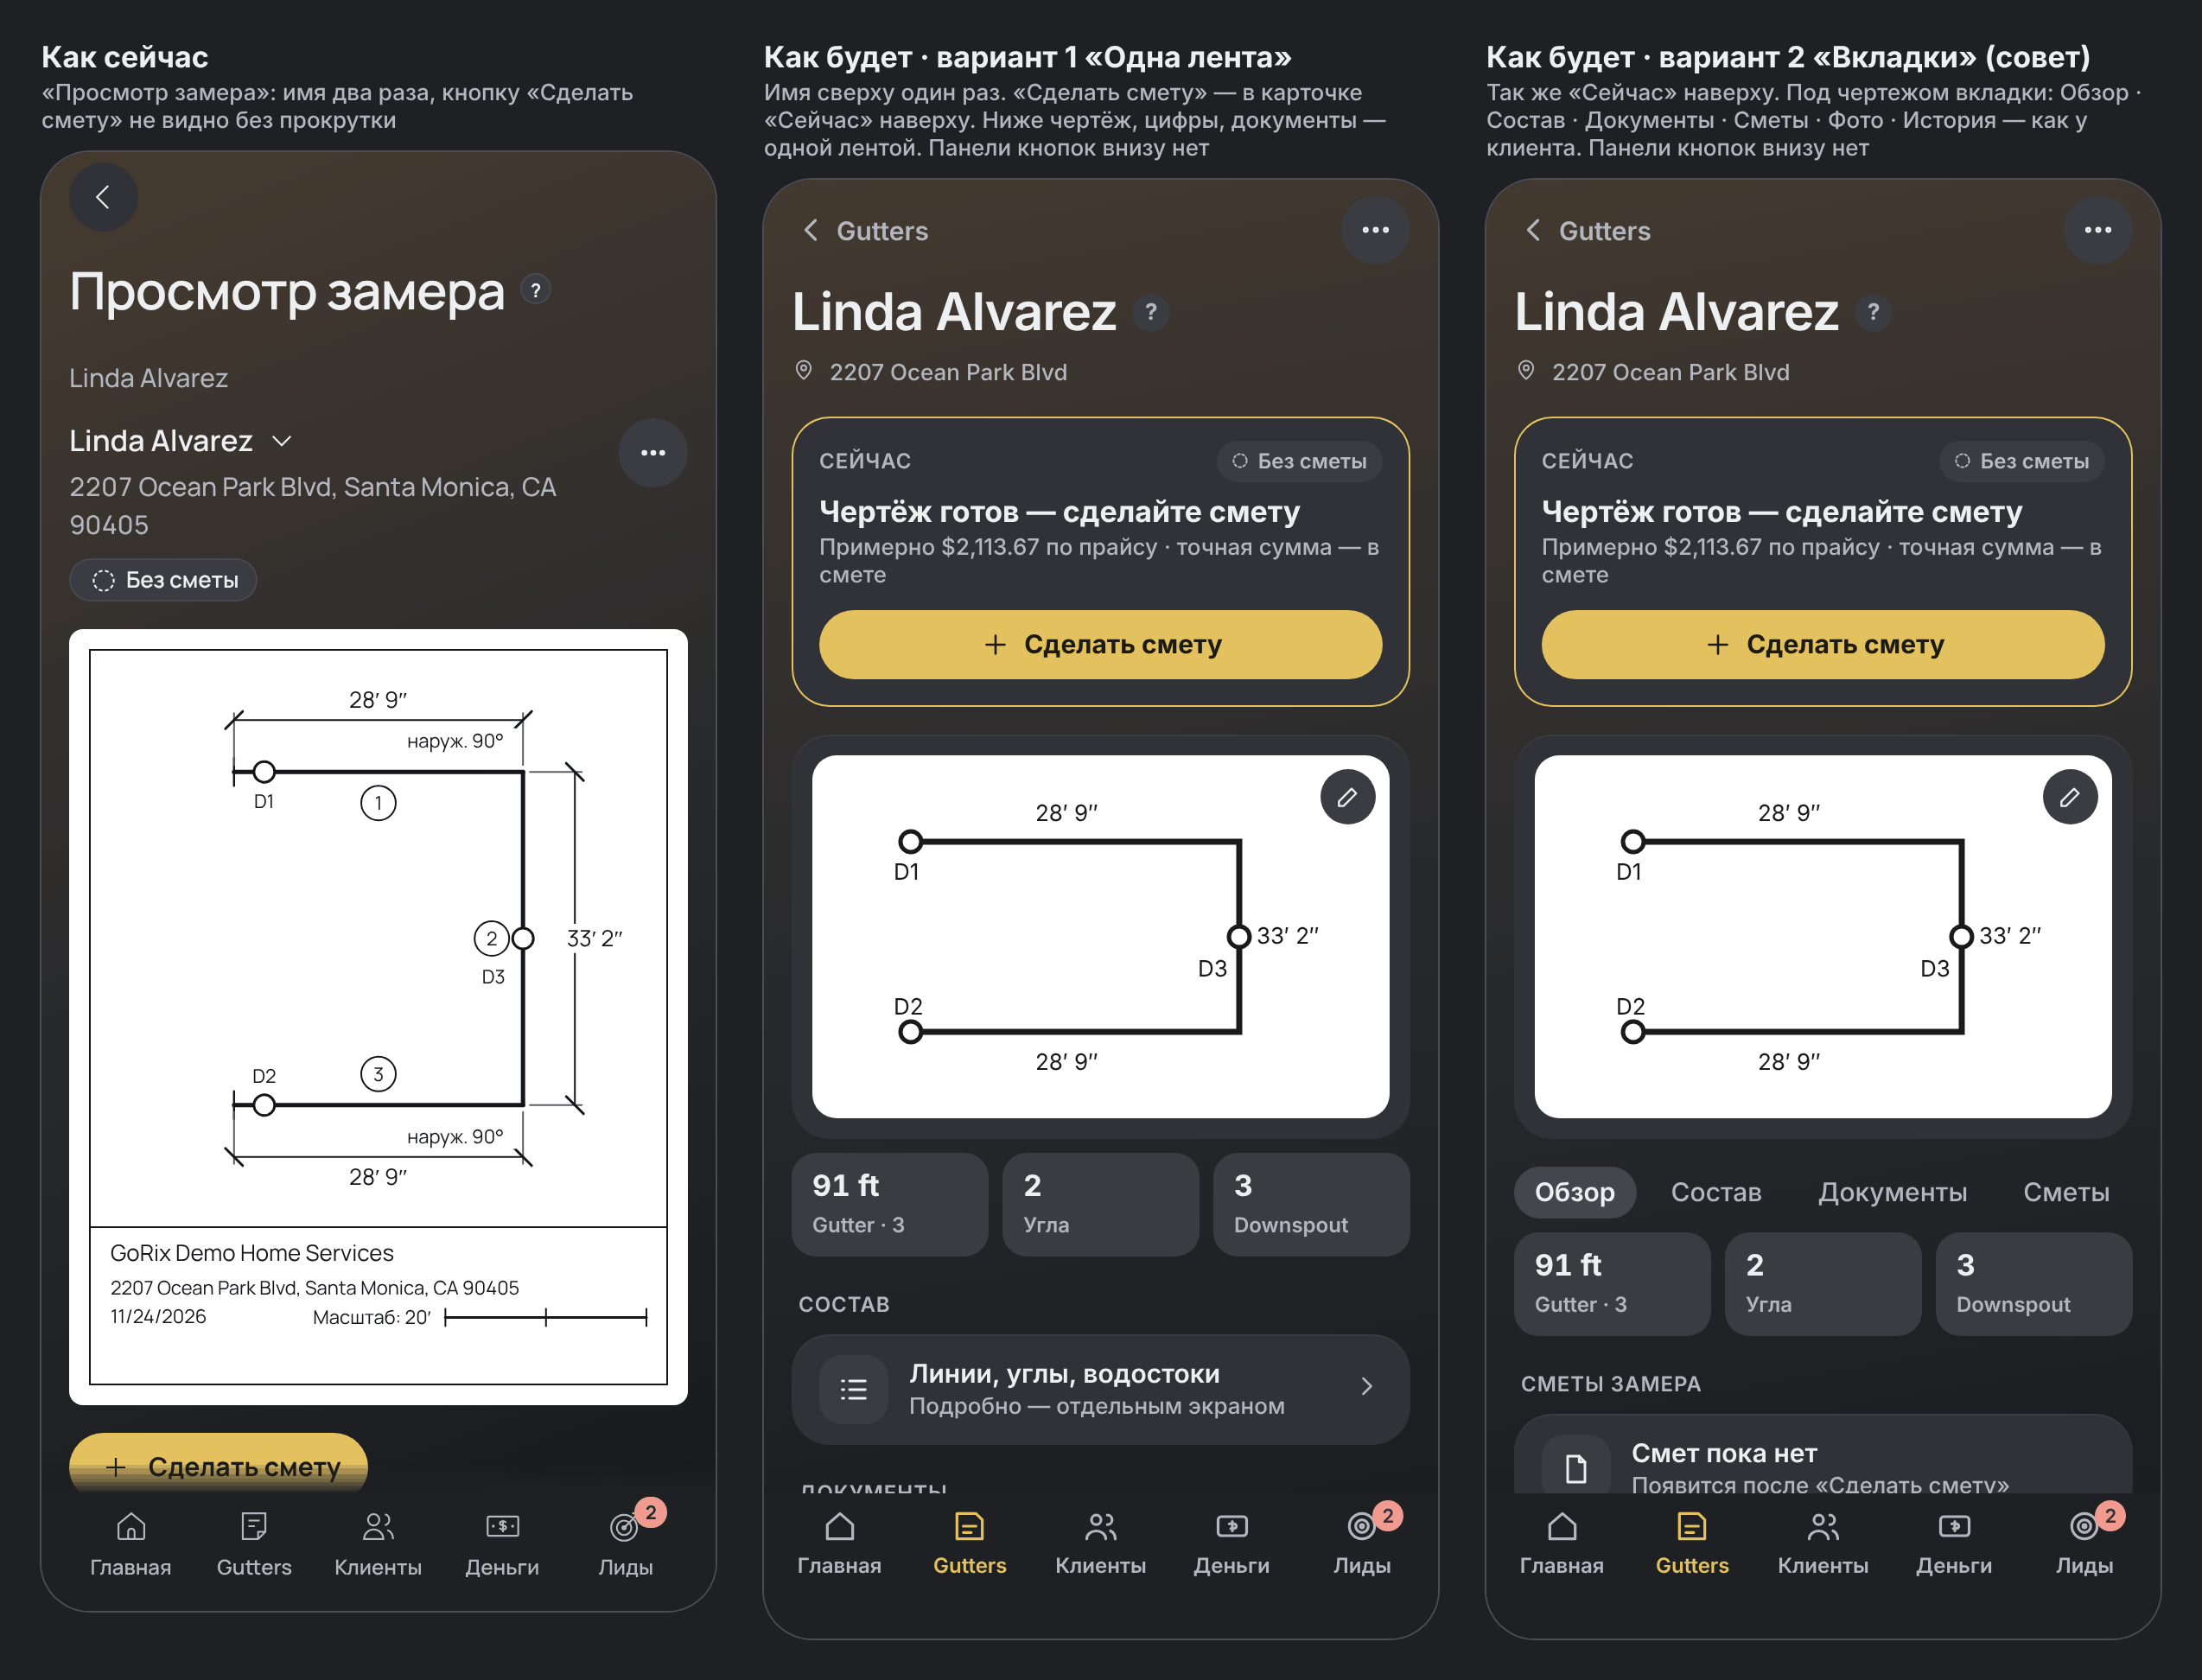 Как сейчас
«Просмотр замера»: имя два раза, кнопку «Сделать
смету» не видно без прокрутки
Просмотр замера
?
Linda Alvarez
Linda Alvarez
2207 Ocean Park Blvd, Santa Monica, CA
90405
Без сметы
28′ 9″
наруж. 90°
D1
1
2
33′ 2″
D3
D2
3
наруж. 90°
28′ 9″
GoRix Demo Home Services
2207 Ocean Park Blvd, Santa Monica, CA 90405
11/24/2026
Масштаб: 20′
+ Сделать смету
2
Главная
Gutters
Клиенты
Деньги
Лиды
Как будет · вариант 1 «Одна лента»
Имя сверху один раз. «Сделать смету» — в карточке
«Сейчас» наверху. Ниже чертёж, цифры, документы —
одной лентой. Панели кнопок внизу нет
Gutters
Linda Alvarez
?
2207 Ocean Park Blvd
СЕЙЧАС
Без сметы
Чертёж готов — сделайте смету
Примерно $2,113.67 по прайсу · точная сумма — в
смете
+ Сделать смету
28′ 9″
D1
33′ 2″
D3
D2
28′ 9″
91 ft
Gutter · 3
2
Угла
3
Downspout
СОСТАВ
Линии, углы, водостоки
Подробно — отдельным экраном
ДОКУМЕНТЫ
2
Главная
Gutters
Клиенты
Деньги
Лиды
Как будет · вариант 2 «Вкладки» (совет)
Так же «Сейчас» наверху. Под чертежом вкладки: Обзор ·
Состав · Документы · Сметы · Фото · История — как у
клиента. Панели кнопок внизу нет
Gutters
Linda Alvarez
?
2207 Ocean Park Blvd
СЕЙЧАС
Без сметы
Чертёж готов — сделайте смету
Примерно $2,113.67 по прайсу · точная сумма — в
смете
+ Сделать смету
28′ 9″
D1
33′ 2″
D3
D2
28′ 9″
Обзор
Состав
Документы
Сметы
91 ft
Gutter · 3
2
Угла
3
Downspout
СМЕТЫ ЗАМЕРА
Смет пока нет
Появится после «Сделать смету»
2
Главная
Gutters
Клиенты
Деньги
Лиды